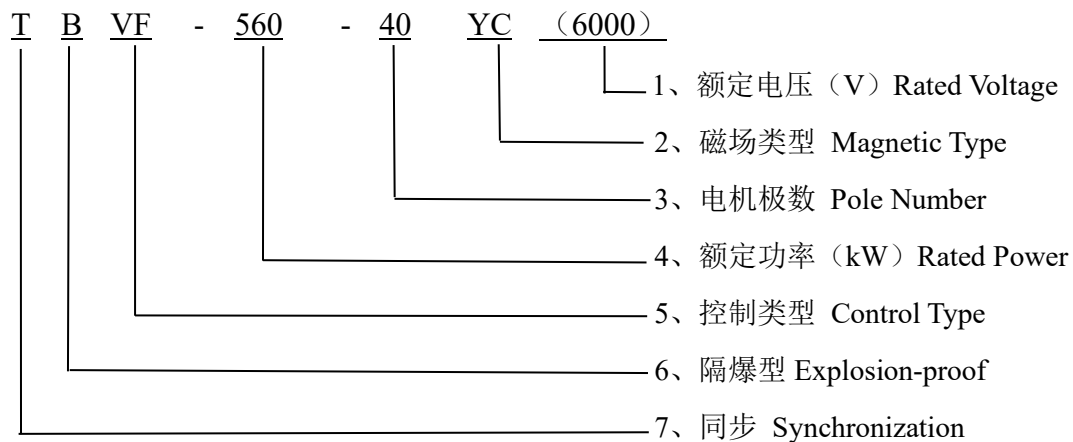 T B VF - 560 - 40 YC （6000）
1、额定电压（V）Rated Voltage
2、磁场类型 Magnetic Type
3、电机极数 Pole Number
4、额定功率（kW）Rated Power
5、控制类型 Control Type
6、隔爆型 Explosion-proof
7、同步 Synchronization